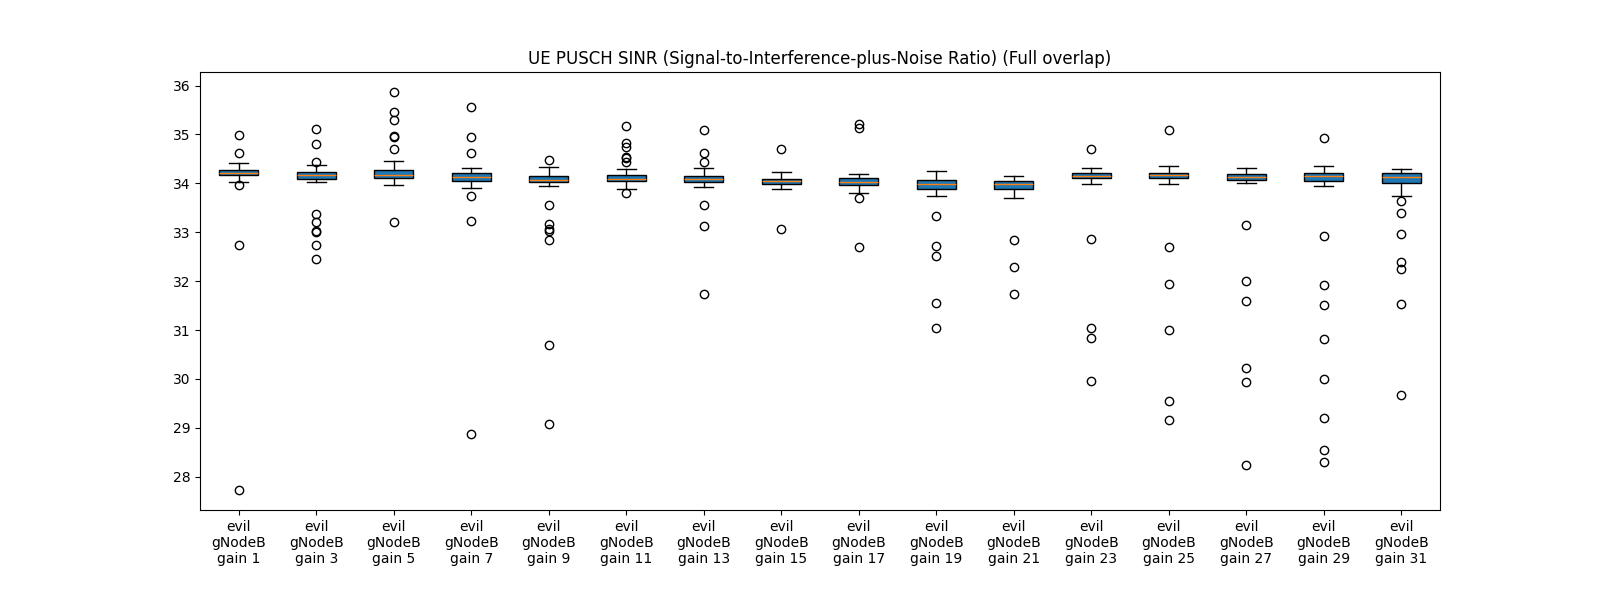 UE PUSCH SINR (Signal-to-Interference-plus-Noise Ratio) (Full overlap)
36
35
34
33
32
31
30
29
28
evil gNodeB gain 1
evil gNodeB gain 3
evil gNodeB gain 5
evil gNodeB gain 7
evil gNodeB gain 9
evil gNodeB gain 11
evil gNodeB gain 13
evil gNodeB gain 15
evil gNodeB gain 17
evil gNodeB gain 19
evil gNodeB gain 21
evil gNodeB gain 23
evil gNodeB gain 25
evil gNodeB gain 27
evil gNodeB gain 29
evil gNodeB gain 31